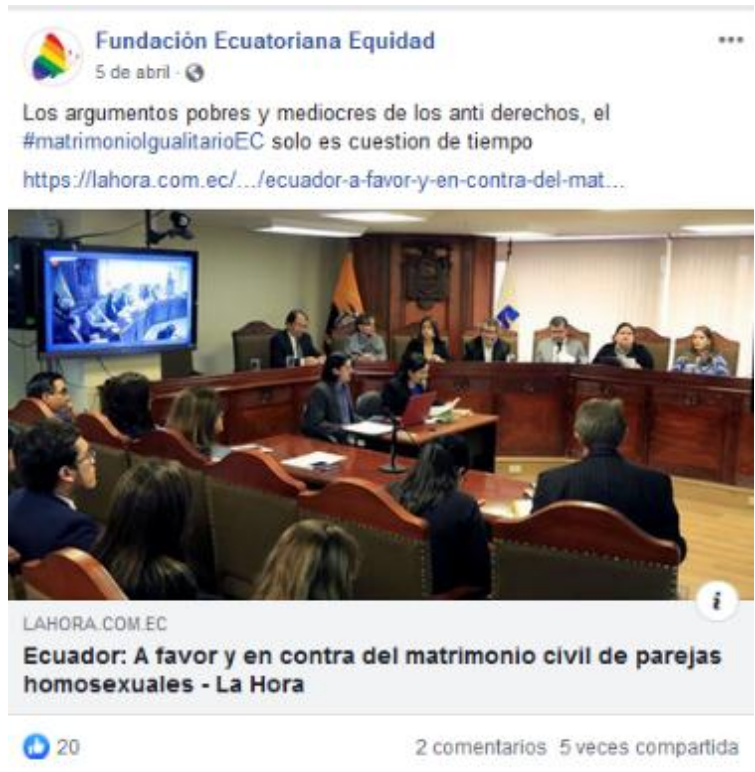 Fundación Ecuatoriana Equidad
5 de abril ·
Los argumentos pobres y mediocres de los anti derechos, el
#matrimonioIgualitarioEC solo es cuestion de tiempo
https://lahora.com.ec/.../ecuador-a-favor-y-en-contra-del-mat...
i
LAHORA.COM.EC
Ecuador: A favor y en contra del matrimonio civil de parejas
homosexuales - La Hora
20
2 comentarios 5 veces compartida